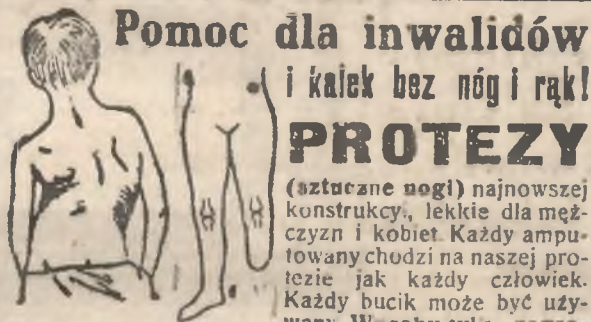 Pomoc dla inwalidów
i kalek bez nóg i rąk!
PROTEZY
(sztuczne nogi) najnowszej
konstrukcy., lekkie dla męż-
czyzn i kobiet Każdy ampu-
towany chodzi na naszej pro-
tezie jak każdy człowiek.
Każdy bucik może być uży-